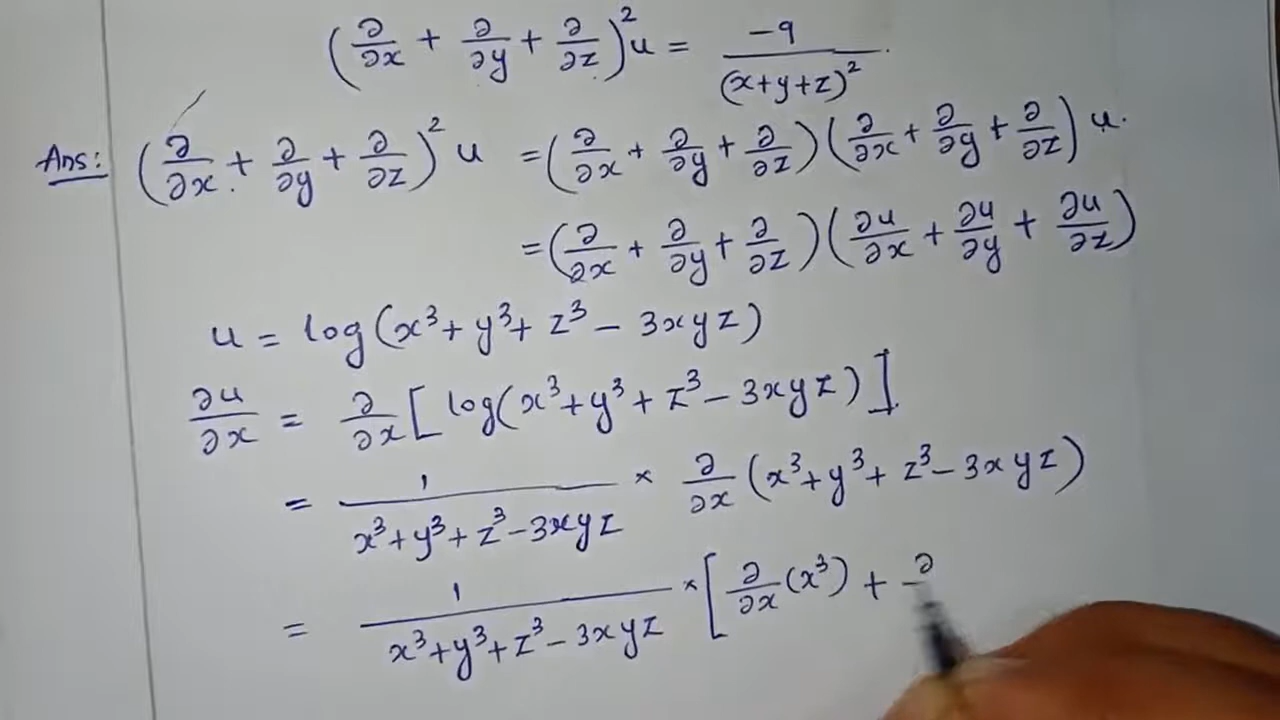 (∂/∂x + ∂/∂y + ∂/∂z)² u = -9/(x+y+z)².
Ans: (∂/∂x + ∂/∂y + ∂/∂z)² u = (∂/∂x + ∂/∂y + ∂/∂z)(∂/∂x + ∂/∂y + ∂/∂z) u.
= (∂/∂x + ∂/∂y + ∂/∂z)(∂u/∂x + ∂u/∂y + ∂u/∂z)
u = log(x³+y³+z³-3xyz)
∂u/∂x = ∂/∂x [log(x³+y³+z³-3xyz)]
= 1/(x³+y³+z³-3xyz) × ∂/∂x (x³+y³+z³-3xyz)
= 1/(x³+y³+z³-3xyz) × [∂/∂x (x³) + ∂